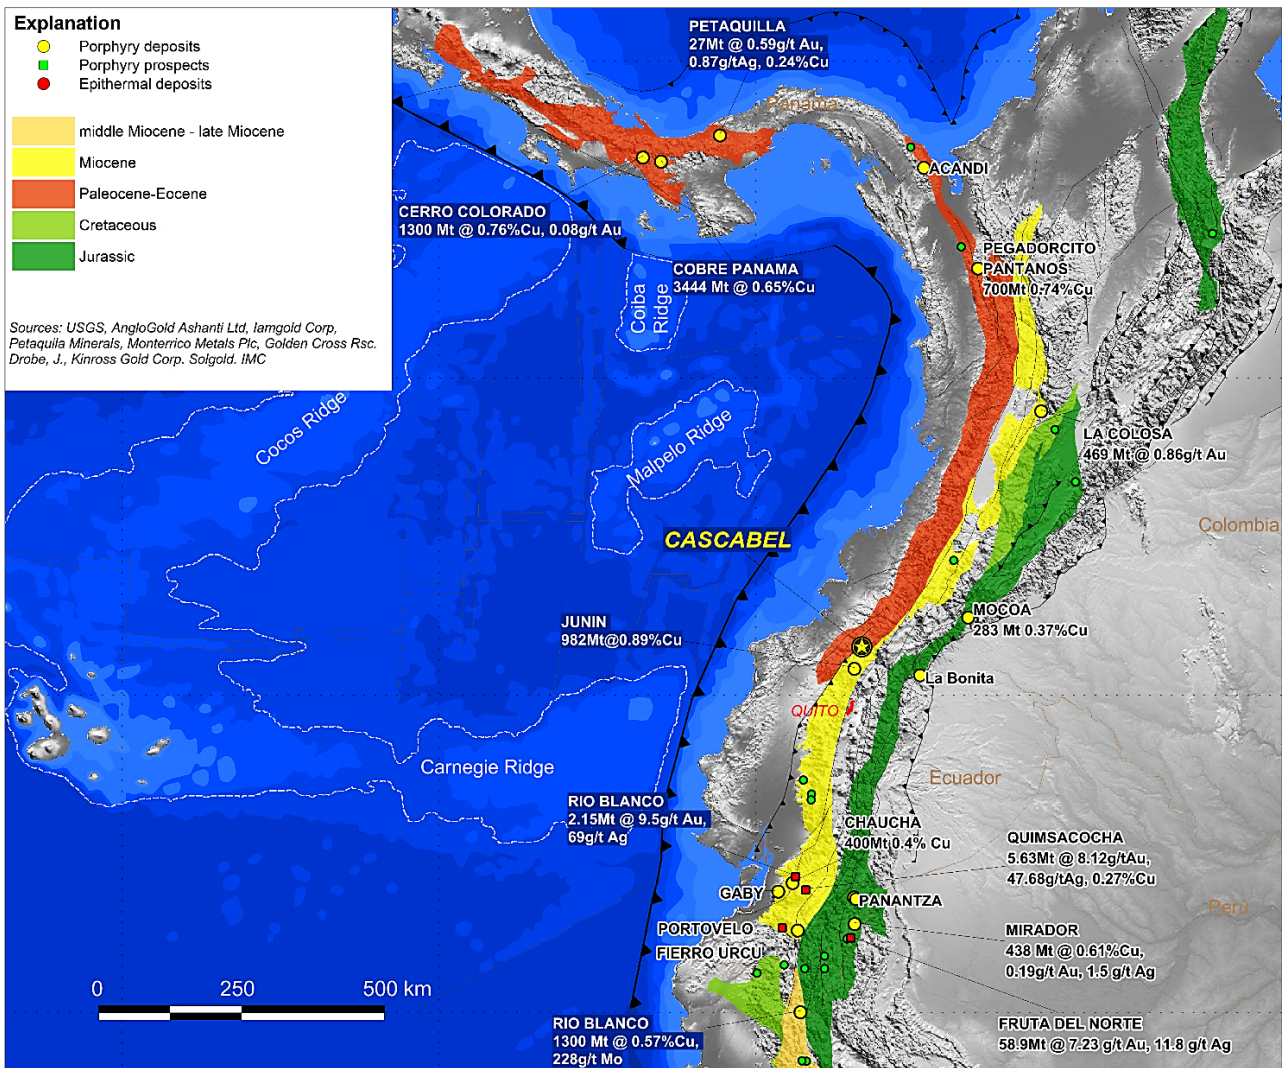 Explanation
Porphyry deposits
Porphyry prospects
Epithermal deposits
middle Miocene - late Miocene
Miocene
Paleocene-Eocene
Cretaceous
Jurassic
Sources: USGS, AngloGold Ashanti Ltd, Iamgold Corp,
Petaquila Minerals, Monterrico Metals Plc, Golden Cross Rsc.
Drobe, J., Kinross Gold Corp. Solgold. IMC
PETAQUILLA
27Mt @ 0.59g/t Au,
0.87g/tAg, 0.24%Cu
Panama
ACANDI
CERRO COLORADO
1300 Mt @ 0.76%Cu, 0.08g/t Au
PEGADORCITO
PANTANOS
700Mt 0.74%Cu
COBRE PANAMA
3444 Mt @ 0.65%Cu
Coiba
Ridge
Cocos Ridge
Malpelo Ridge
LA COLOSA
469 Mt @ 0.86g/t Au
Colombia
CASCABEL
MOCOA
283 Mt 0.37%Cu
JUNIN
982Mt@0.89%Cu
La Bonita
QUITO
Carnegie Ridge
Ecuador
RIO BLANCO
2.15Mt @ 9.5g/t Au,
69g/t Ag
CHAUCHA
400Mt 0.4% Cu
QUIMSACOCHA
5.63Mt @ 8.12g/tAu,
47.68g/tAg, 0.27%Cu
GABY
PANANTZA
Perú
PORTOVELO
FIERRO URCU
MIRADOR
438 Mt @ 0.61%Cu,
0.19g/t Au, 1.5 g/t Ag
0 250 500 km
RIO BLANCO
1300 Mt @ 0.57%Cu,
228g/t Mo
FRUTA DEL NORTE
58.9Mt @ 7.23 g/t Au, 11.8 g/t Ag